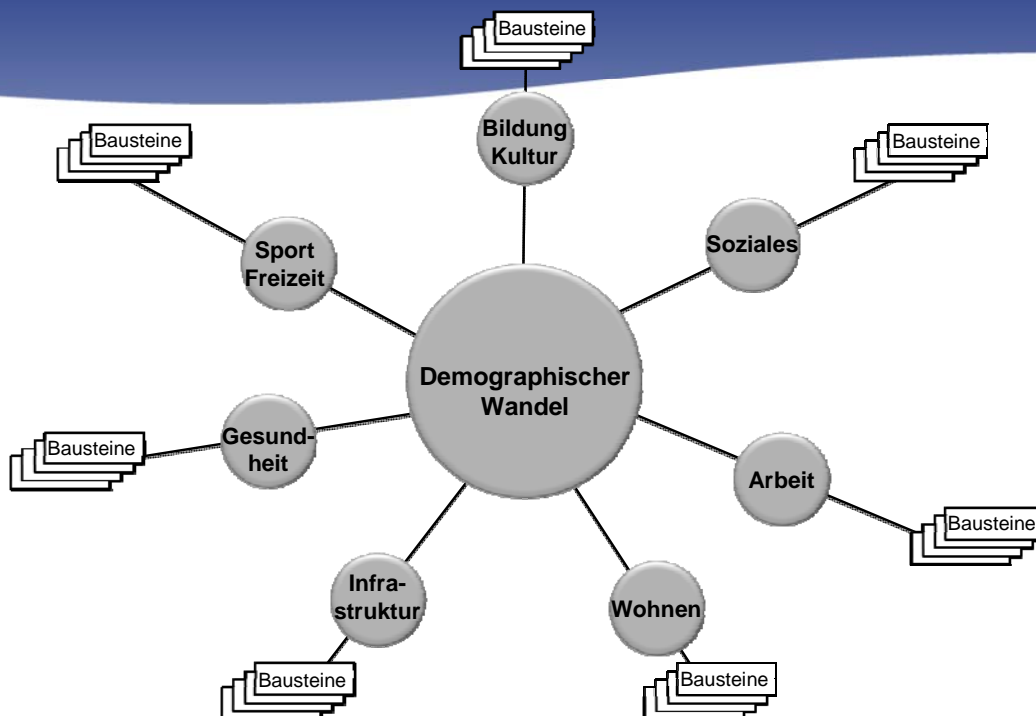 Bausteine
Bildung
Kultur
Bausteine
Bausteine
Sport
Freizeit
Soziales
Demographischer
Wandel
Gesund-
heit
Bausteine
Arbeit
Bausteine
Infra-
struktur
Wohnen
Bausteine
Bausteine